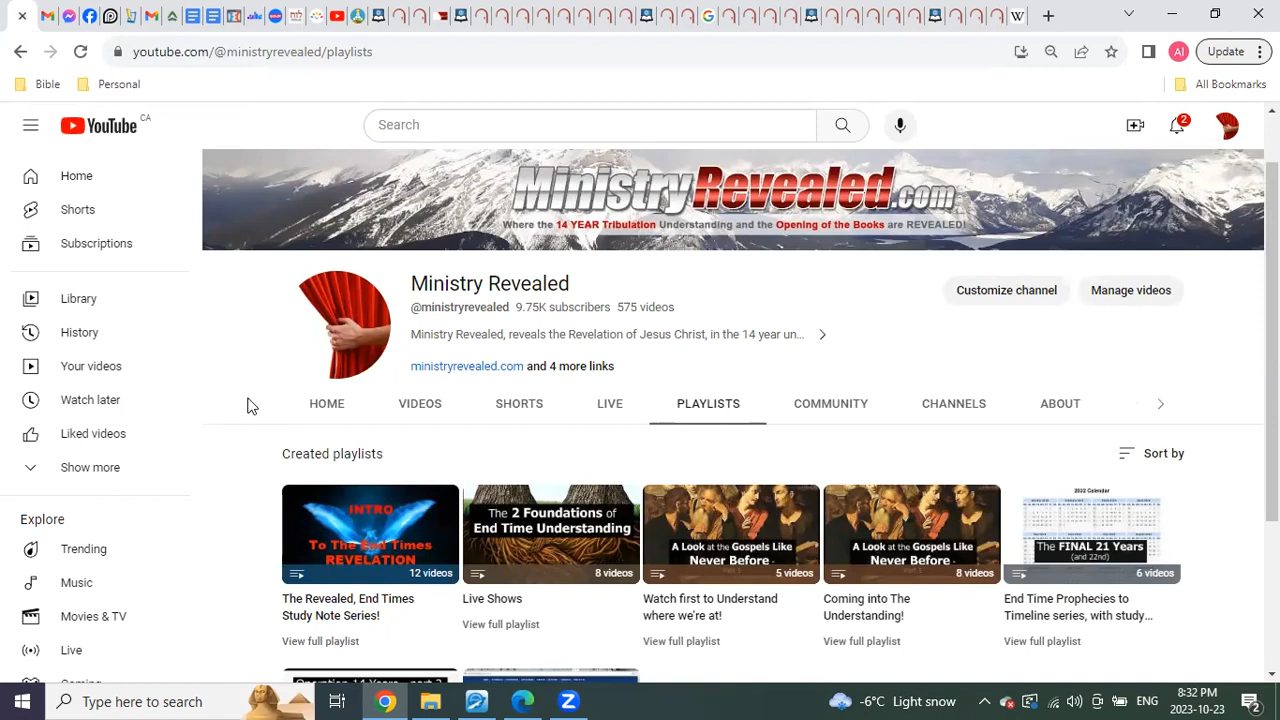 youtube.com/@ministryrevealed/playlists
AI
Update
Bible
Personal
All Bookmarks
YouTube CA
Search
2
Home
Shorts
Subscriptions
Library
History
Your videos
Watch later
Liked videos
Show more
Explore
Trending
Music
Movies & TV
Live
MinistryRevealed.com
Where the 14 YEAR Tribulation Understanding and the Opening of the Books are REVEALED!
Ministry Revealed
@ministryrevealed 9.75K subscribers 575 videos
Ministry Revealed, reveals the Revelation of Jesus Christ, in the 14 year un...
ministryrevealed.com and 4 more links
Customize channel
Manage videos
HOME VIDEOS SHORTS LIVE PLAYLISTS COMMUNITY CHANNELS ABOUT
Created playlists
Sort by
INTRO
To The End Times
REVELATION
12 videos
The Revealed, End Times
Study Note Series!
View full playlist
The 2 Foundations of
End Time Understanding
8 videos
Live Shows
View full playlist
A Look at the Gospels Like
Never Before -
5 videos
Watch first to Understand
where we're at!
View full playlist
A Look at the Gospels Like
Never Before -
8 videos
Coming into The
Understanding!
View full playlist
2032 Calendar
The FINAL 21 Years
(and 22nd)
6 videos
End Time Prophecies to
Timeline series, with study...
View full playlist
Type here to search
-6°C Light snow
ENG
8:32 PM
2023-10-23
2